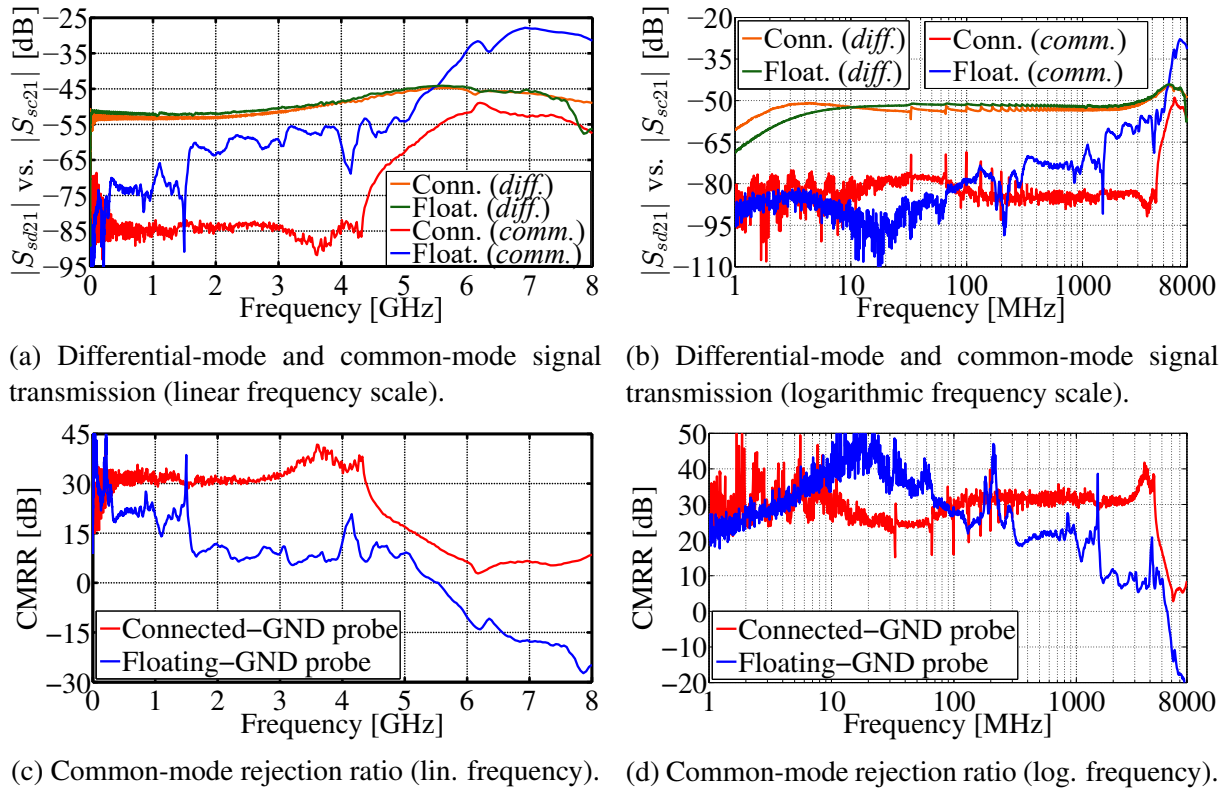 |S_sd21| vs. |S_sc21| [dB]
−25
−35
−45
−55
−65
−75
−85
−95
Conn. (diff.)
Float. (diff.)
Conn. (comm.)
Float. (comm.)
0 1 2 3 4 5 6 7 8
Frequency [GHz]
(a) Differential-mode and common-mode signal
transmission (linear frequency scale).
|S_sd21| vs. |S_sc21| [dB]
−20
−35
−50
−65
−80
−95
−110
Conn. (diff.)
Float. (diff.)
Conn. (comm.)
Float. (comm.)
1 10 100 1000 8000
Frequency [MHz]
(b) Differential-mode and common-mode signal
transmission (logarithmic frequency scale).
CMRR [dB]
45
30
15
0
−15
−30
Connected−GND probe
Floating−GND probe
0 1 2 3 4 5 6 7 8
Frequency [GHz]
(c) Common-mode rejection ratio (lin. frequency).
CMRR [dB]
50
40
30
20
10
0
−10
−20
Connected−GND probe
Floating−GND probe
1 10 100 1000 8000
Frequency [MHz]
(d) Common-mode rejection ratio (log. frequency).